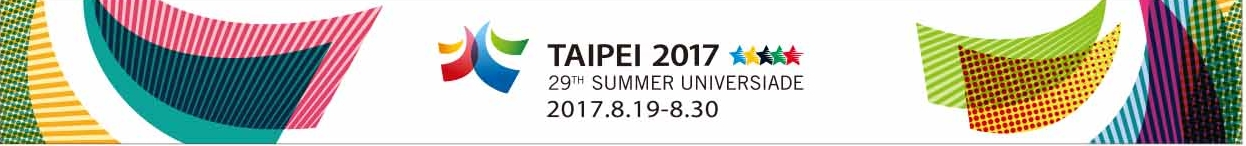 TAIPEI 2017
29TH SUMMER UNIVERSIADE
2017.8.19-8.30